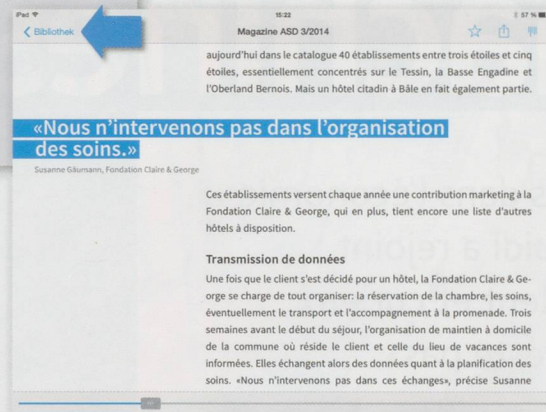 iPad
15:22
57 %
Bibliothek
Magazine ASD 3/2014
aujourd'hui dans le catalogue 40 établissements entre trois étoiles et cinq
étoiles, essentiellement concentrés sur le Tessin, la Basse Engadine et
l'Oberland Bernois. Mais un hôtel citadin à Bâle en fait également partie.
«Nous n'intervenons pas dans l'organisation
des soins.»
Susanne Gäumann, Fondation Claire & George
Ces établissements versent chaque année une contribution marketing à la
Fondation Claire & George, qui en plus, tient encore une liste d'autres
hôtels à disposition.
Transmission de données
Une fois que le client s'est décidé pour un hôtel, la Fondation Claire & Ge-
orge se charge de tout organiser: la réservation de la chambre, les soins,
éventuellement le transport et l'accompagnement à la promenade. Trois
semaines avant le début du séjour, l'organisation de maintien à domicile
de la commune où réside le client et celle du lieu de vacances sont
informées. Elles échangent alors des données quant à la planification des
soins. «Nous n'intervenons pas dans ces échanges», précise Susanne